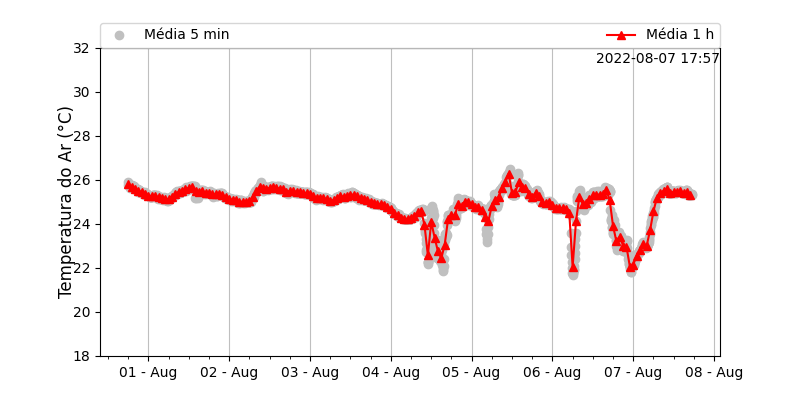 Média 5 min
Média 1 h
2022-08-07 17:57
Temperatura do Ar (°C)
32
30
28
26
24
22
20
18
01 - Aug
02 - Aug
03 - Aug
04 - Aug
05 - Aug
06 - Aug
07 - Aug
08 - Aug